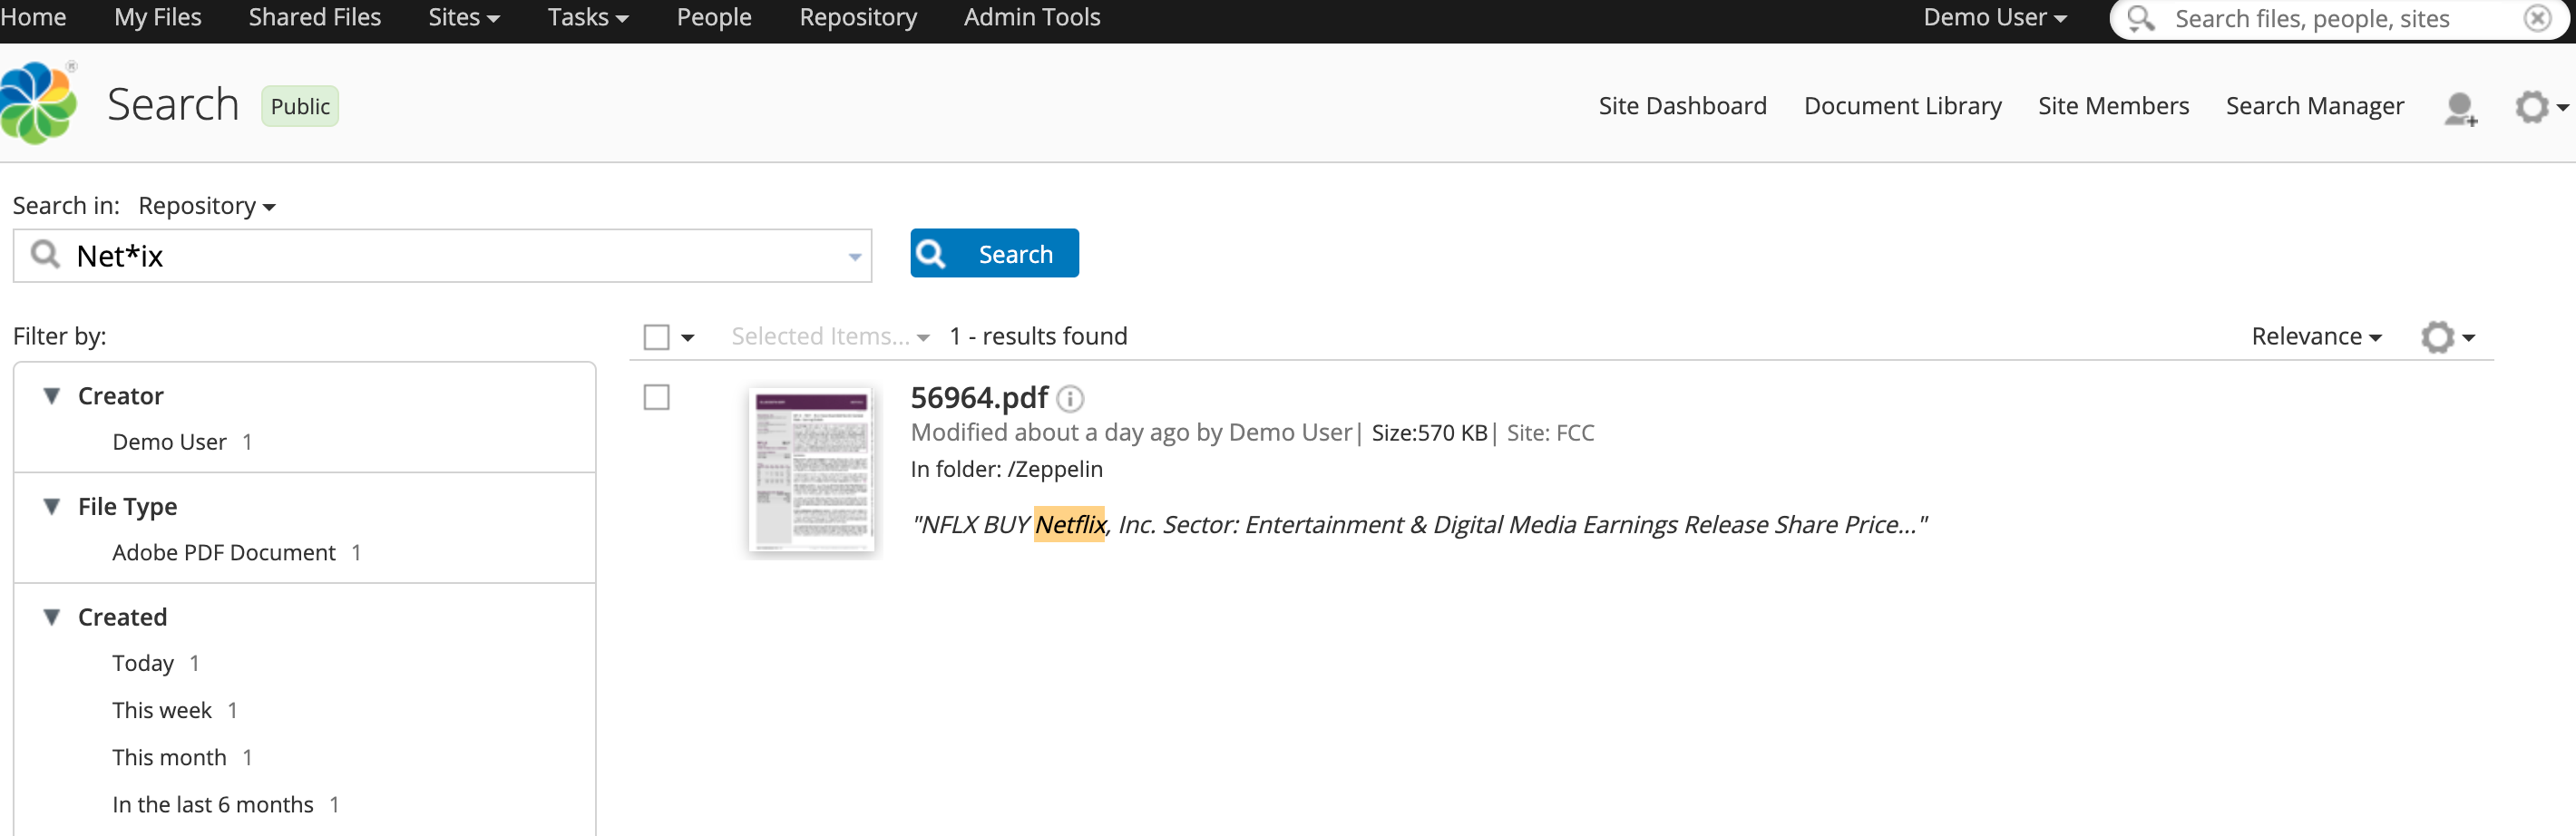 Home My Files Shared Files Sites Tasks People Repository Admin Tools Demo User Search files, people, sites
Search Public Site Dashboard Document Library Site Members Search Manager
Search in: Repository
Net*ix Search
Filter by:
Selected Items... 1 - results found Relevance
Creator
Demo User 1
File Type
Adobe PDF Document 1
Created
Today 1
This week 1
This month 1
In the last 6 months 1
56964.pdf
Modified about a day ago by Demo User| Size:570 KB| Site: FCC
In folder: /Zeppelin
"NFLX BUY Netflix, Inc. Sector: Entertainment & Digital Media Earnings Release Share Price..."